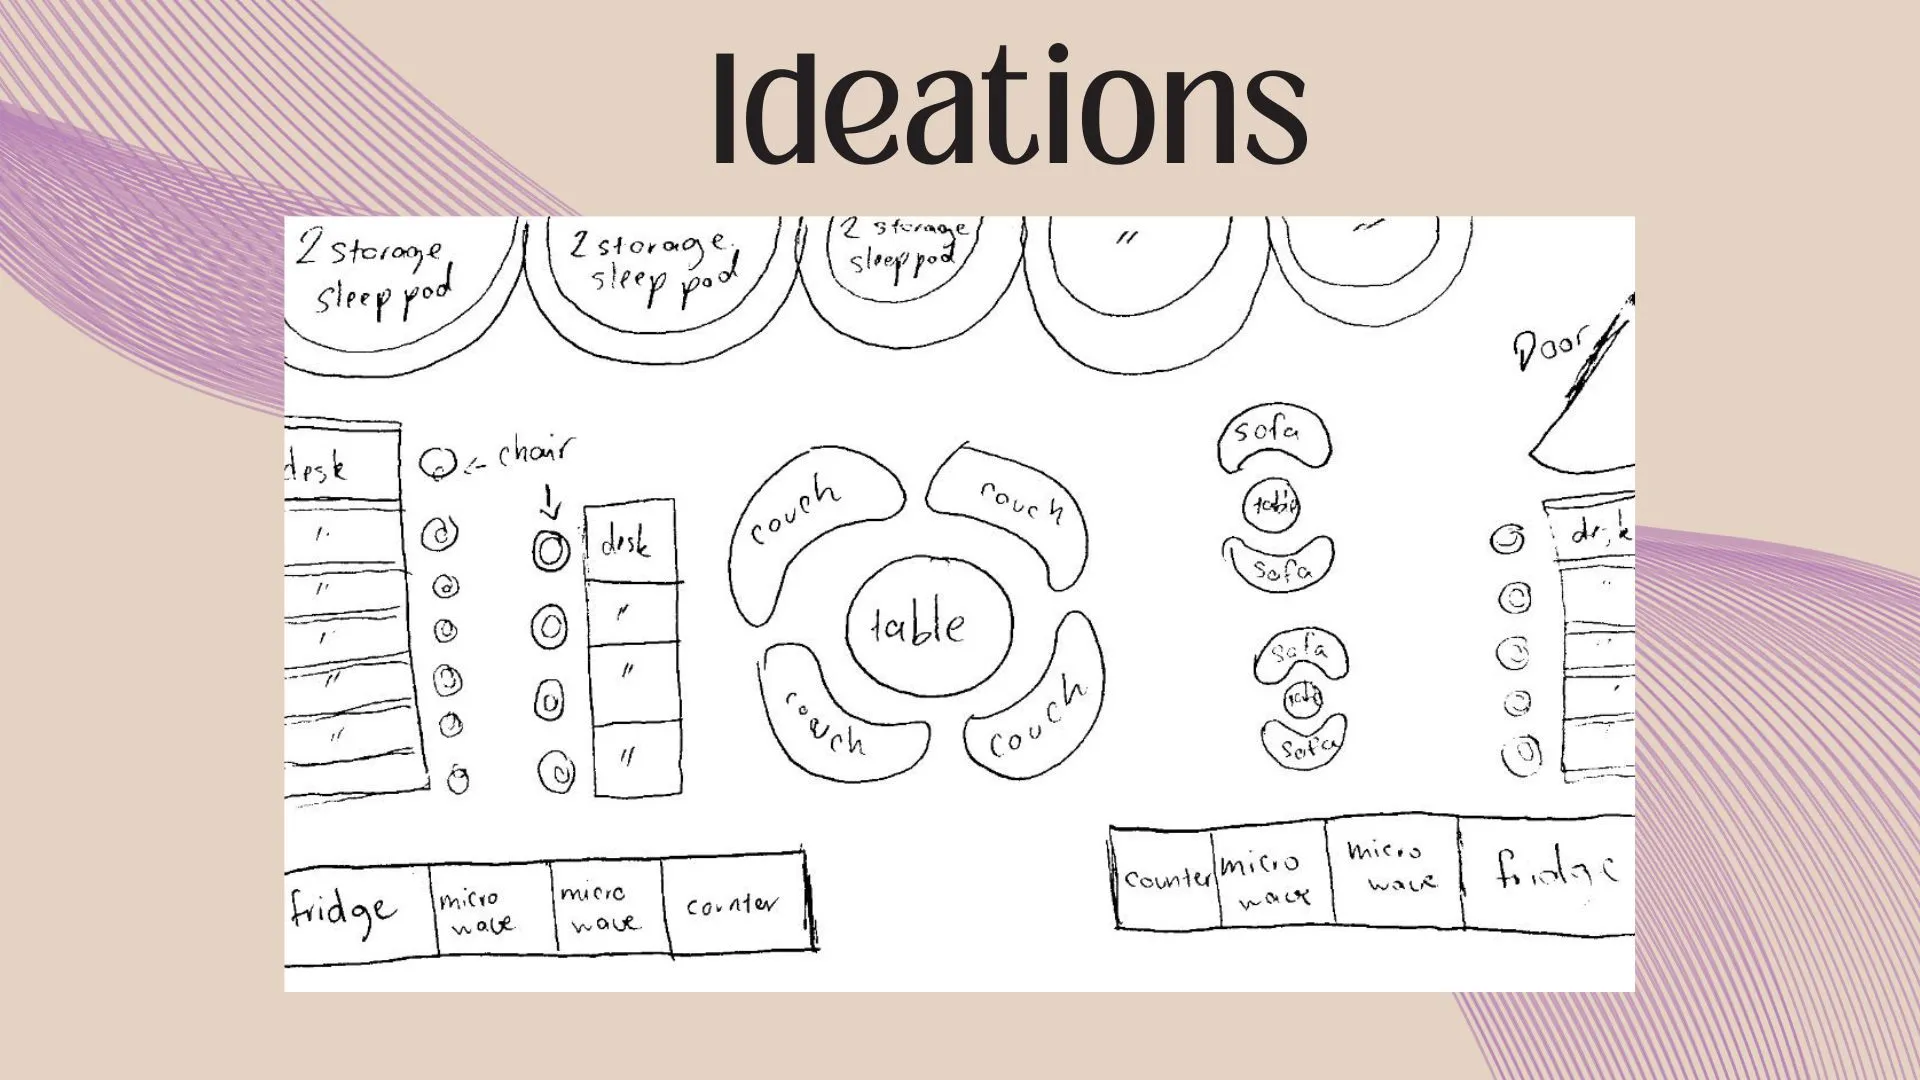 Ideations
2 storage
sleep pod
2 storage
sleep pod
2 storage
sleep pod
"
"
Door
desk
"
"
"
"
"
← chair
desk
"
"
"
couch
couch
table
couch
couch
sofa
table
sofa
sofa
table
sofa
desk
"
"
fridge
micro
wave
micro
wave
counter
counter
micro
wave
micro
wave
fridge